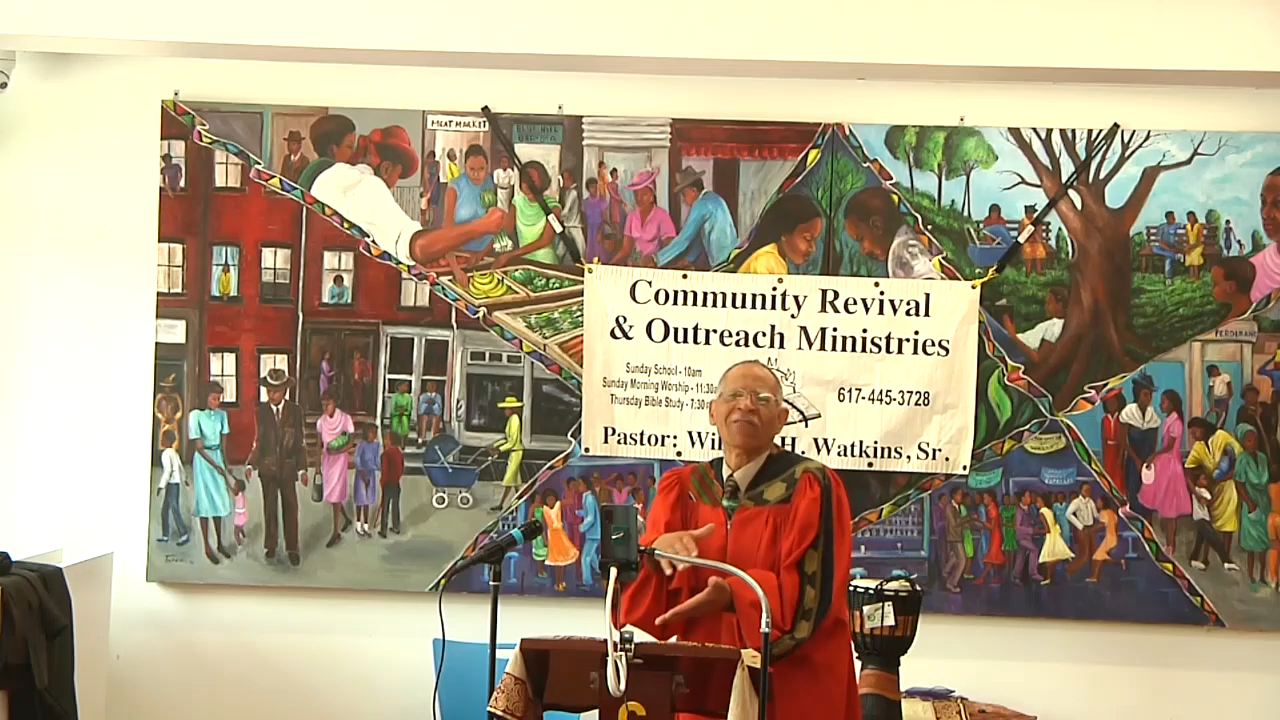 MEAT MARKET
Community Revival
& Outreach Ministries
Sunday School - 10am
Sunday Morning Worship - 11:30a
Thursday Bible Study - 7:30
617-445-3728
Pastor: Wil H. Watkins, Sr.